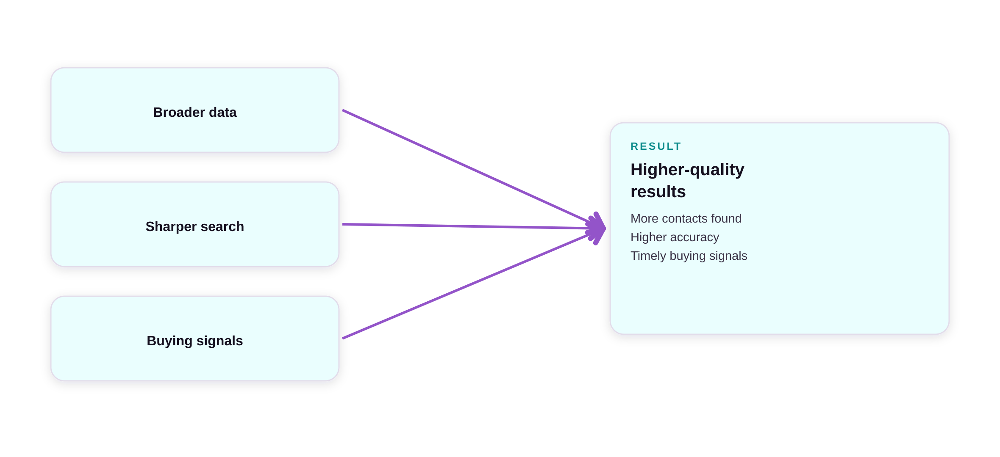 Broader data
Sharper search
Buying signals
RESULT
Higher-quality
results
More contacts found
Higher accuracy
Timely buying signals